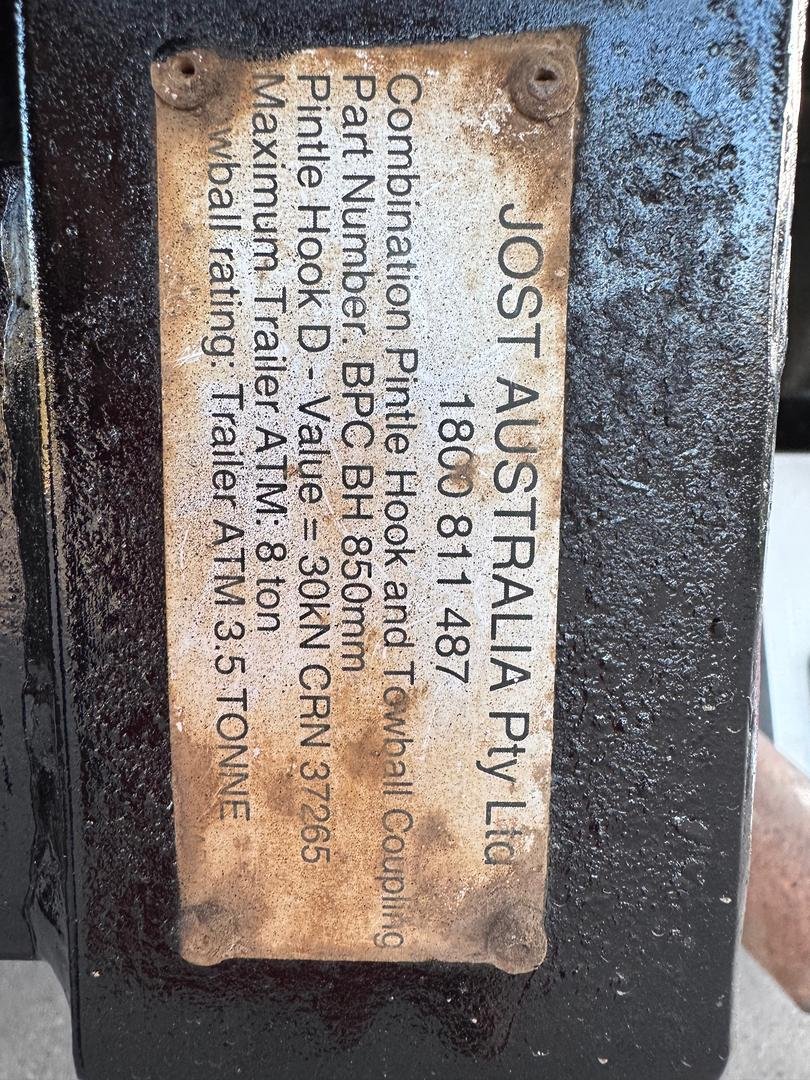 JOST AUSTRALIA Pty Ltd
1800 811 487
Combination Pintle Hook and Towball Coupling
Part Number. BPC BH 850mm
Pintle Hook D - Value = 30kN CRN 37265
Maximum Trailer ATM: 8 ton
wball rating: Trailer ATM 3.5 TONNE